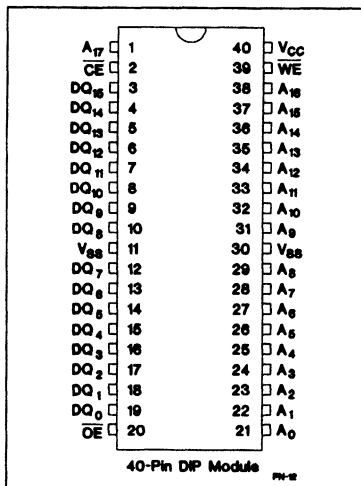 A17 1 40 VCC
CE 2 39 WE
DQ15 3 38 A16
DQ14 4 37 A15
DQ13 5 36 A14
DQ12 6 35 A13
DQ11 7 34 A12
DQ10 8 33 A11
DQ9 9 32 A10
DQ8 10 31 A9
VSS 11 30 VSS
DQ7 12 29 A8
DQ6 13 28 A7
DQ5 14 27 A6
DQ4 15 26 A5
DQ3 16 25 A4
DQ2 17 24 A3
DQ1 18 23 A2
DQ0 19 22 A1
OE 20 21 A0
40-Pin DIP Module
PN-12